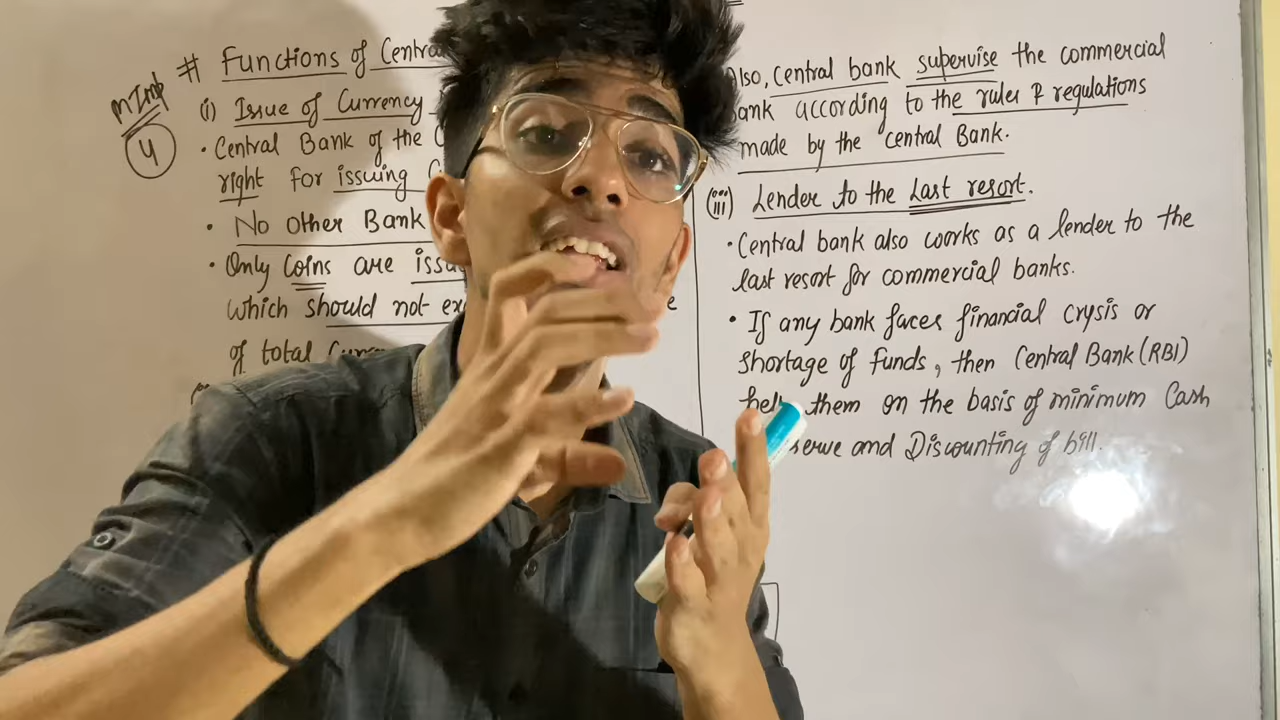 M Imp
4
# Functions of Centra
(i) Issue of Currency
• Central Bank of the
right for issuing
• No Other Bank
• Only Coins are issu
which should not ex
of total Curr
Also, Central bank supervise the commercial
bank according to the rules & regulations
made by the central Bank.
(iii) Lender to the Last resort.
• Central bank also works as a lender to the
last resort for commercial banks.
• If any bank faces financial crysis or
shortage of funds, then Central Bank (RBI)
help them on the basis of minimum Cash
serve and Discounting of bill.